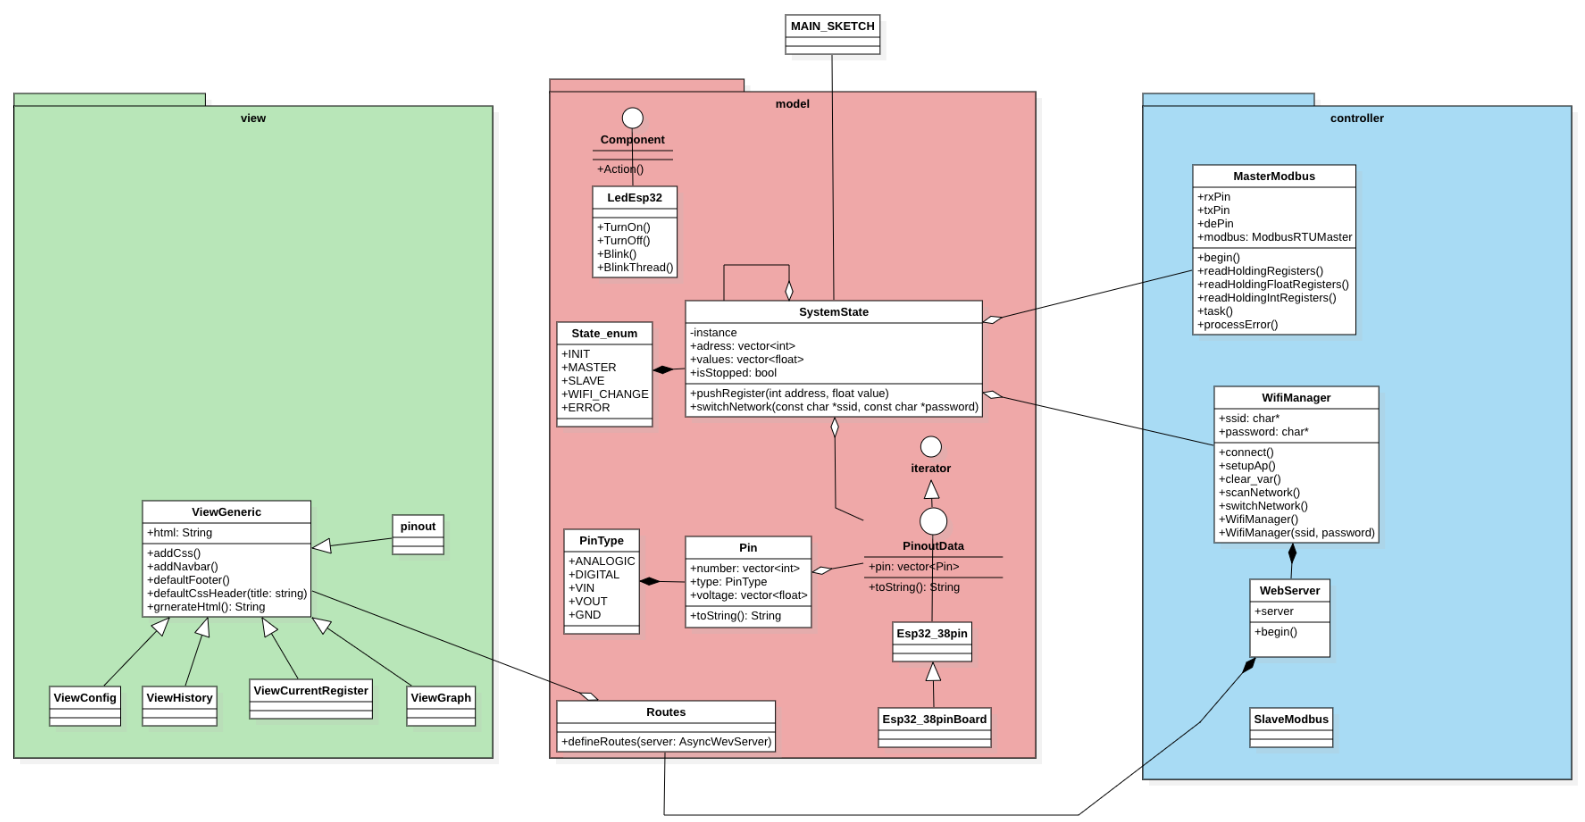 MAIN_SKETCH
view
ViewGeneric
+html: String
+addCss()
+addNavbar()
+defaultFooter()
+defaultCssHeader(title: string)
+grnerateHtml(): String
pinout
ViewConfig
ViewHistory
ViewCurrentRegister
ViewGraph
model
Component
+Action()
LedEsp32
+TurnOn()
+TurnOff()
+Blink()
+BlinkThread()
SystemState
-instance
+adress: vector<int>
+values: vector<float>
+isStopped: bool
+pushRegister(int address, float value)
+switchNetwork(const char *ssid, const char *password)
State_enum
+INIT
+MASTER
+SLAVE
+WIFI_CHANGE
+ERROR
iterator
PinoutData
+pin: vector<Pin>
+toString(): String
PinType
+ANALOGIC
+DIGITAL
+VIN
+VOUT
+GND
Pin
+number: vector<int>
+type: PinType
+voltage: vector<float>
+toString(): String
Esp32_38pin
Esp32_38pinBoard
Routes
+defineRoutes(server: AsyncWevServer)
controller
MasterModbus
+rxPin
+txPin
+dePin
+modbus: ModbusRTUMaster
+begin()
+readHoldingRegisters()
+readHoldingFloatRegisters()
+readHoldingIntRegisters()
+task()
+processError()
WifiManager
+ssid: char*
+password: char*
+connect()
+setupAp()
+clear_var()
+scanNetwork()
+switchNetwork()
+WifiManager()
+WifiManager(ssid, password)
WebServer
+server
+begin()
SlaveModbus